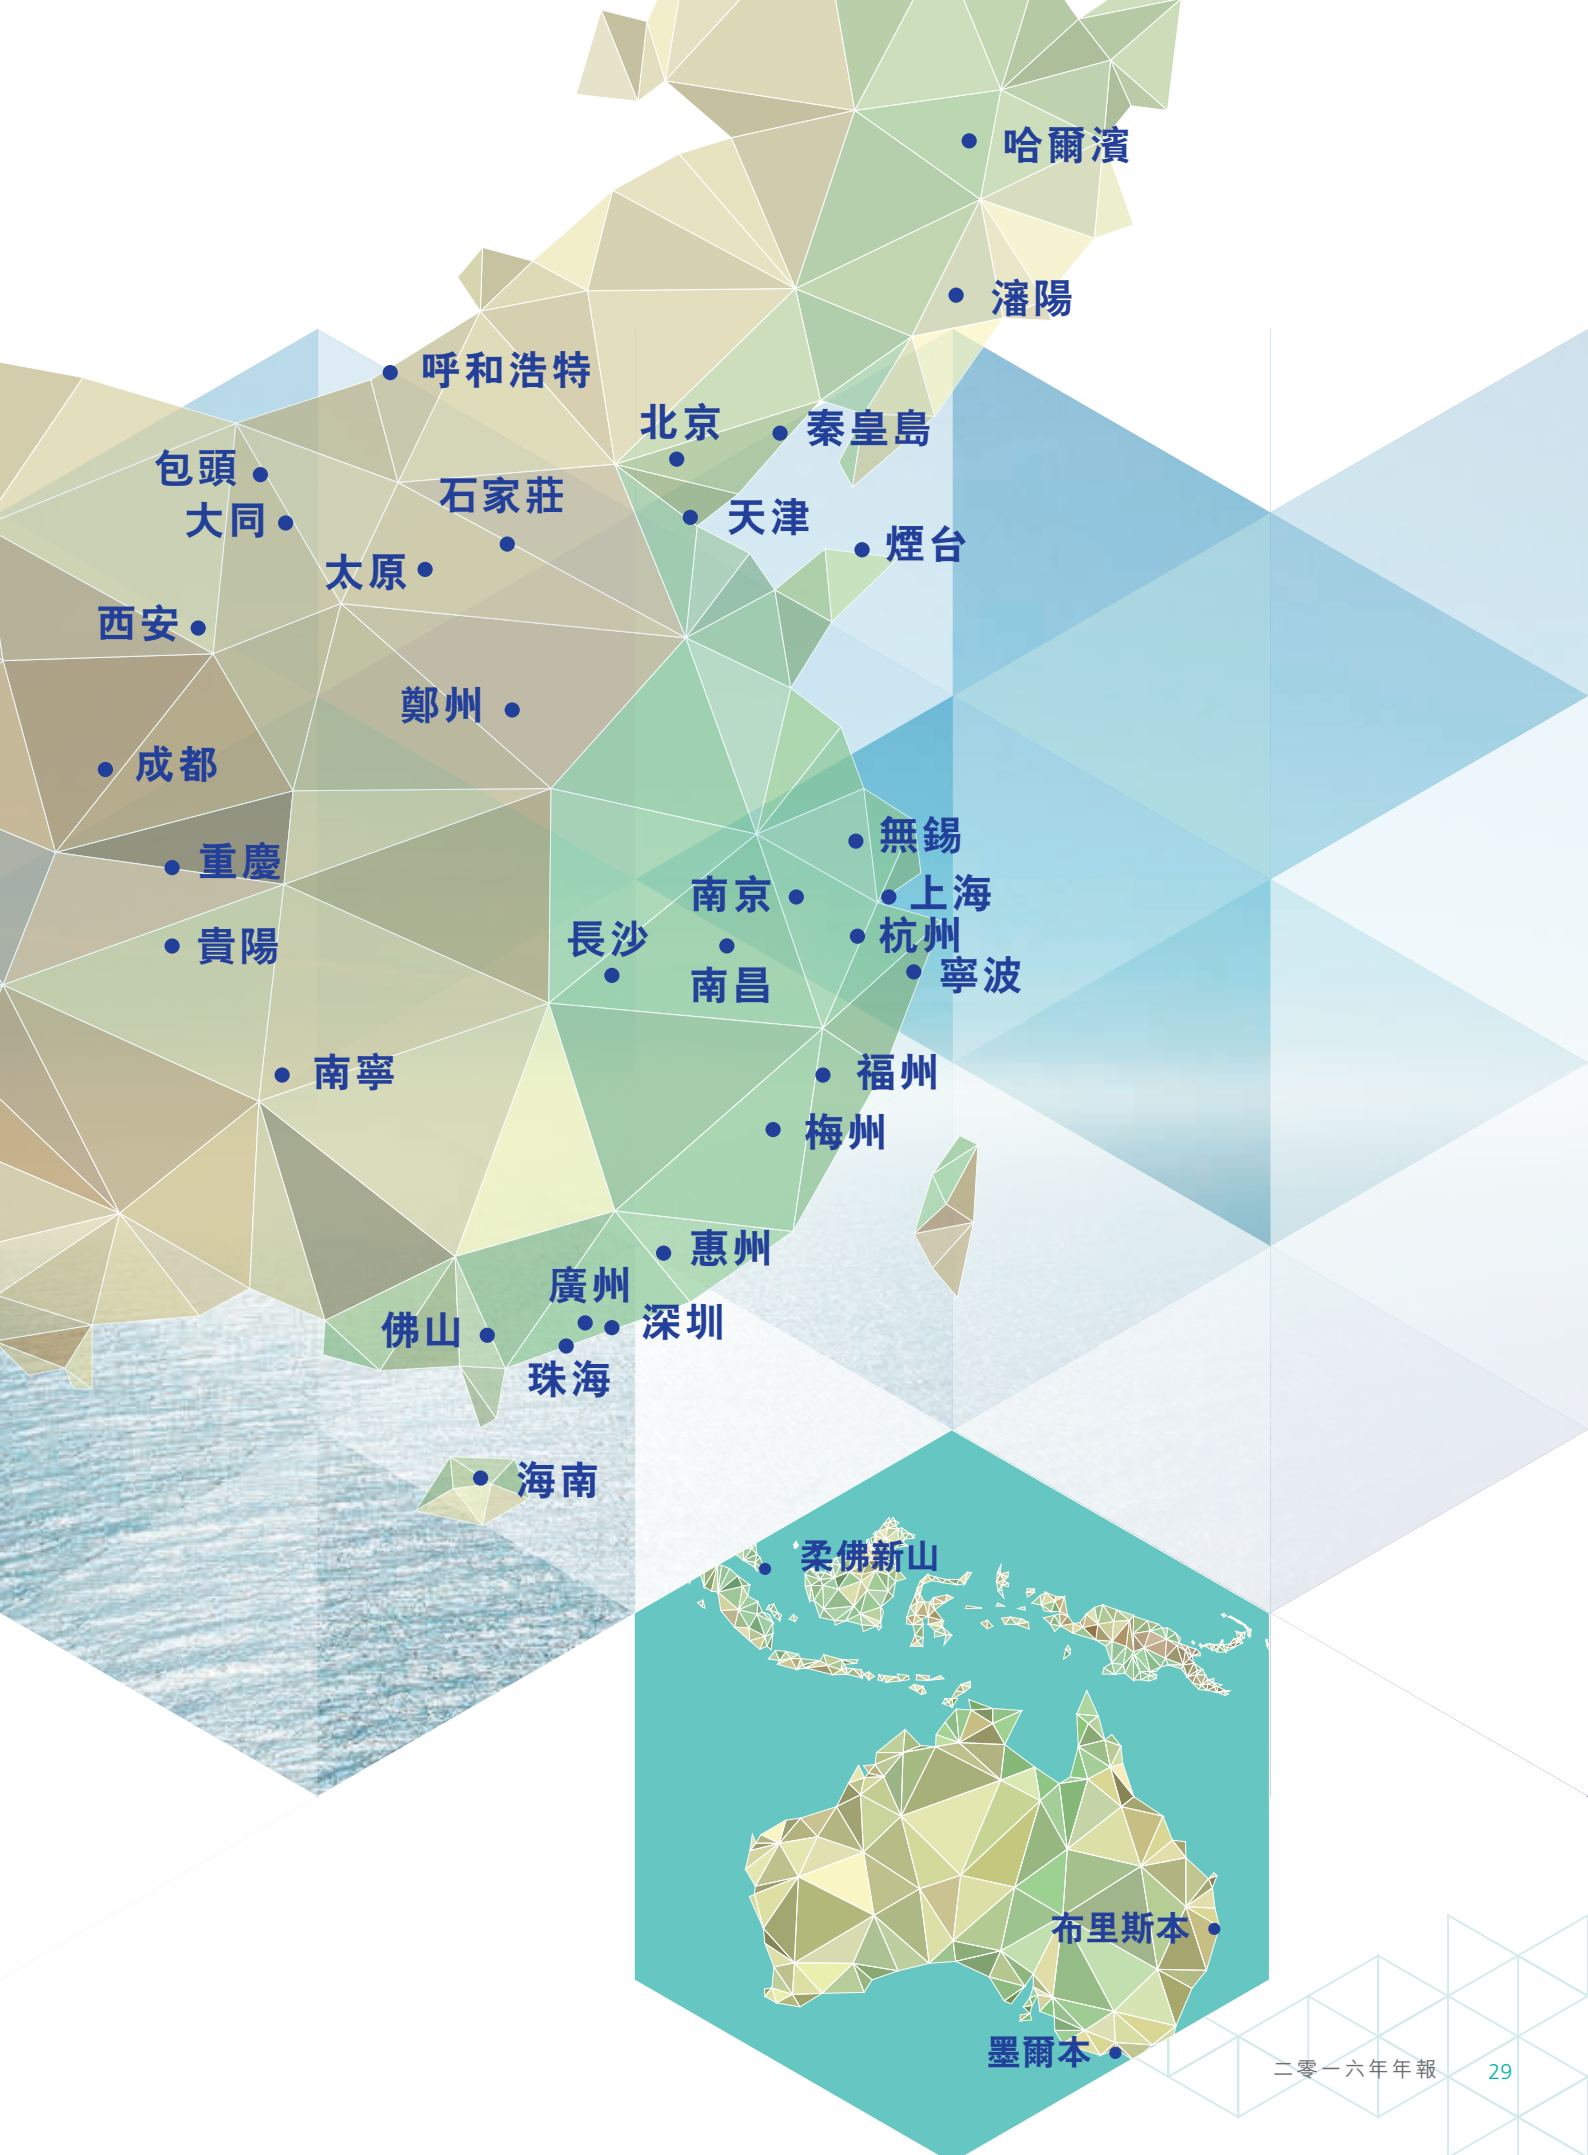 哈爾濱
瀋陽
呼和浩特
北京
秦皇島
包頭
石家莊
大同
天津
煙台
太原
西安
鄭州
成都
無錫
重慶
南京
上海
杭州
長沙
貴陽
南昌
寧波
南寧
福州
梅州
惠州
廣州
深圳
佛山
珠海
海南
柔佛新山
布里斯本
墨爾本
二零一六年年報 29